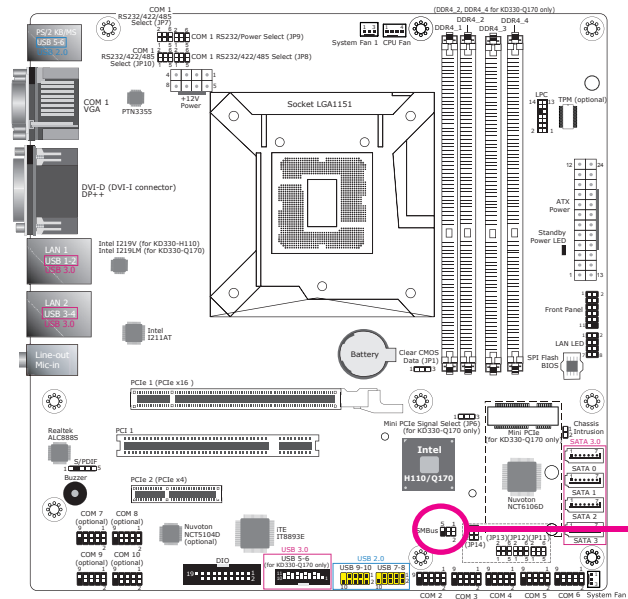 (DDR4_2, DDR4_4 for KD330-Q170 only)
COM 1
RS232/422/485
Select (JP7)
COM 1 RS232/Power Select (JP9)
COM 1
RS232/422/485
Select (JP10)
COM 1 RS232/422/485 Select (JP8)
System Fan 1
CPU Fan
DDR4_1
DDR4_2
DDR4_3
DDR4_4
PS/2 KB/MS
USB 5-6
USB 2.0
+12V
Power
PTN3355
Socket LGA1151
LPC
TPM (optional)
COM 1
VGA
DVI-D (DVI-I connector)
DP++
ATX
Power
Standby
Power LED
LAN 1
USB 1-2
USB 3.0
Intel I219V (for KD330-H110)
Intel I219LM (for KD330-Q170)
LAN 2
USB 3-4
USB 3.0
Intel
I211AT
Front Panel
LAN LED
Line-out
Mic-in
Battery
Clear CMOS
Data (JP1)
SPI Flash
BIOS
PCIe 1 (PCIe x16 )
Mini PCIe Signal Select (JP6)
(for KD330-Q170 only)
Mini PCIe
(for KD330-Q170 only)
Chassis
Intrusion
Realtek
ALC888S
PCI 1
Intel
H110/Q170
SATA 3.0
SATA 0
SATA 1
SATA 2
SATA 3
S/PDIF
Buzzer
PCIe 2 (PCIe x4)
Nuvoton
NCT6106D
COM 7
(optional)
COM 8
(optional)
Nuvoton
NCT5104D
(optional)
iTE
IT8893E
SMBus
(JP14)
(JP13)(JP12)(JP11)
COM 9
(optional)
COM 10
(optional)
DIO
USB 3.0
USB 5-6
(for KD330-Q170 only)
USB 2.0
USB 9-10
USB 7-8
COM 2
COM 3
COM 4
COM 5
COM 6
System Fan